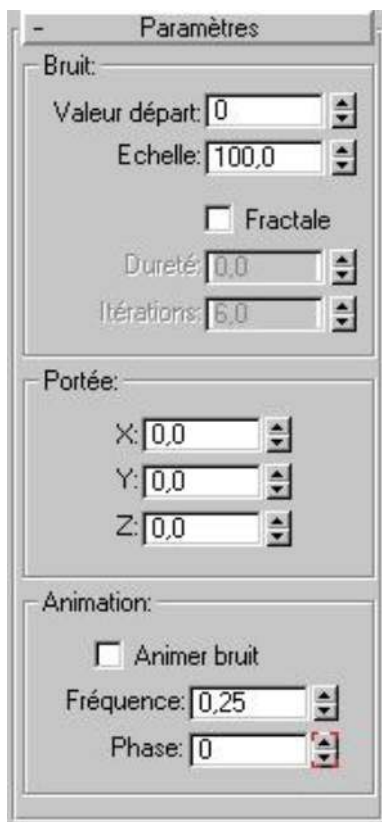 - Paramètres
Bruit:
Valeur départ: 0
Echelle: 100,0
Fractale
Dureté: 0,0
Itérations: 6,0
Portée:
X: 0,0
Y: 0,0
Z: 0,0
Animation:
Animer bruit
Fréquence: 0,25
Phase: 0